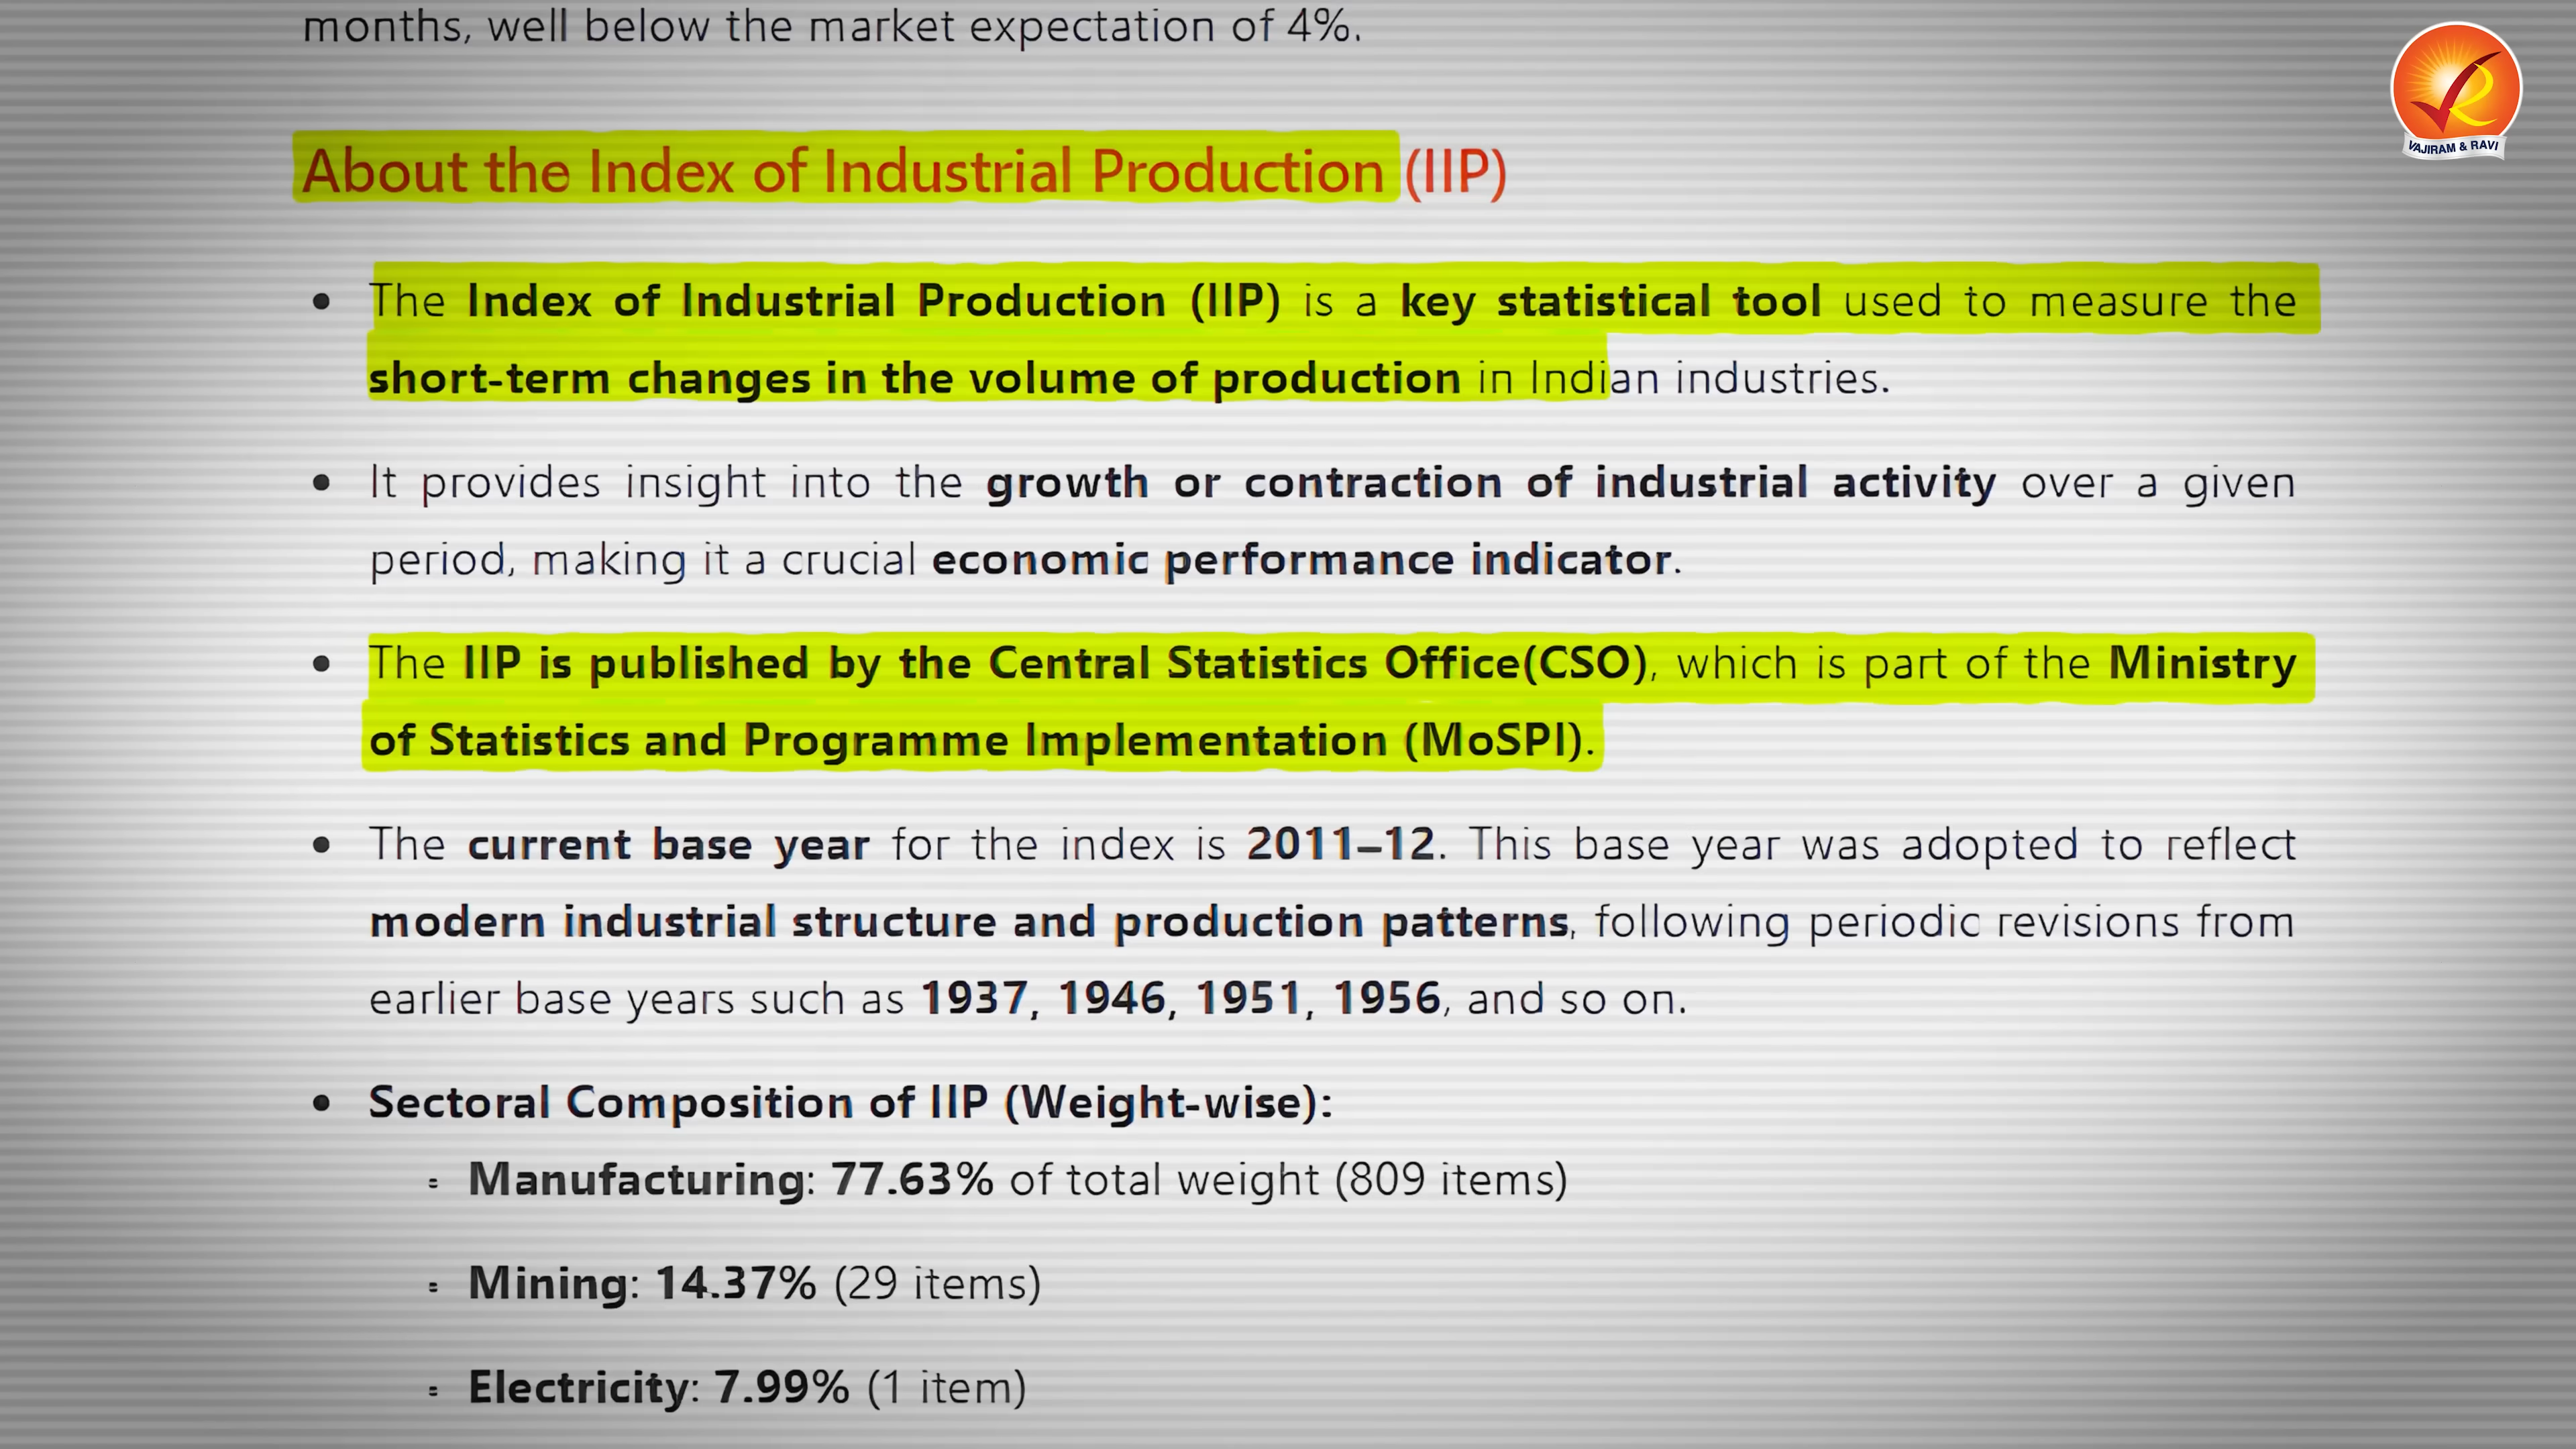 months, well below the market expectation of 4%.
VAJIRAM & RAVI
About the Index of Industrial Production (IIP)
• The Index of Industrial Production (IIP) is a key statistical tool used to measure the
short-term changes in the volume of production in Indian industries.
• It provides insight into the growth or contraction of industrial activity over a given
period, making it a crucial economic performance indicator.
• The IIP is published by the Central Statistics Office(CSO), which is part of the Ministry
of Statistics and Programme Implementation (MoSPI).
• The current base year for the index is 2011–12. This base year was adopted to reflect
modern industrial structure and production patterns, following periodic revisions from
earlier base years such as 1937, 1946, 1951, 1956, and so on.
• Sectoral Composition of IIP (Weight-wise):
Manufacturing: 77.63% of total weight (809 items)
Mining: 14.37% (29 items)
Electricity: 7.99% (1 item)